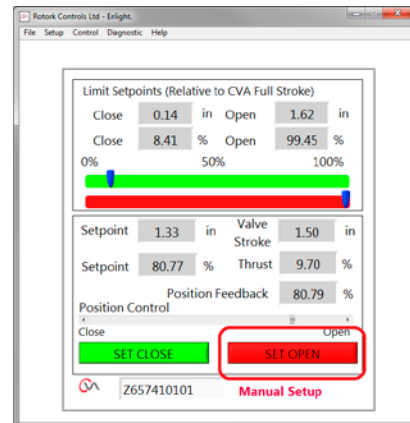 Rotork Controls Ltd - Enlight.
File Setup Control Diagnostic Help
Limit Setpoints (Relative to CVA Full Stroke)
Close 0.14 in Open 1.62 in
Close 8.41 % Open 99.45 %
0% 50% 100%
Setpoint 1.33 in Valve Stroke 1.50 in
Setpoint 80.77 % Thrust 9.70 %
Position Feedback 80.79 %
Position Control
Close Open
SET CLOSE SET OPEN
CVA Z657410101 Manual Setup